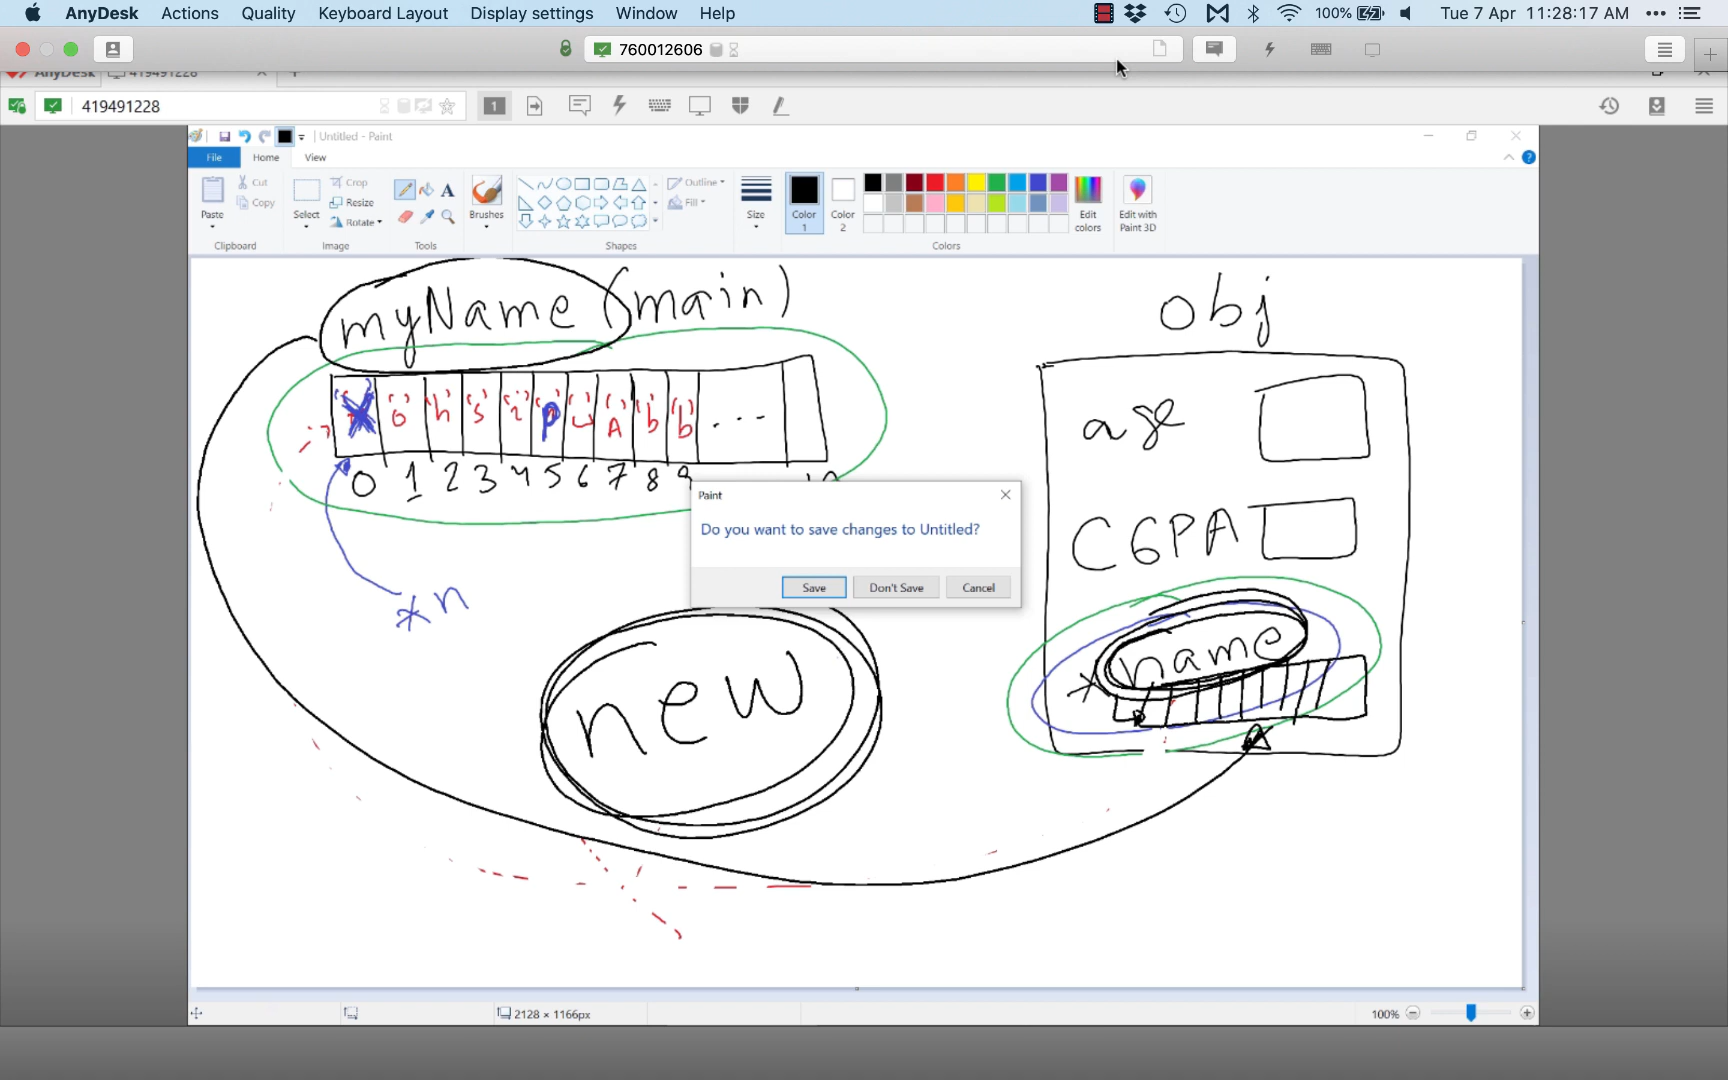 AnyDesk Actions Quality Keyboard Layout Display settings Window Help 100% Tue 7 Apr 11:28:17 AM
760012606
AnyDesk 419491228
419491228 1
Untitled - Paint
File Home View
Cut Crop Outline
Copy Resize Fill
Paste Select Rotate Brushes Size Color 1 Color 2 Edit colors Edit with Paint 3D
Clipboard Image Tools Shapes Colors
myName (main) obj
o h s i p A b b ...
age
0 1 2 3 4 5 6 7 8 9
Paint
Do you want to save changes to Untitled?
CGPA
Save Don't Save Cancel
*n
*name
new
2128 × 1166px 100%